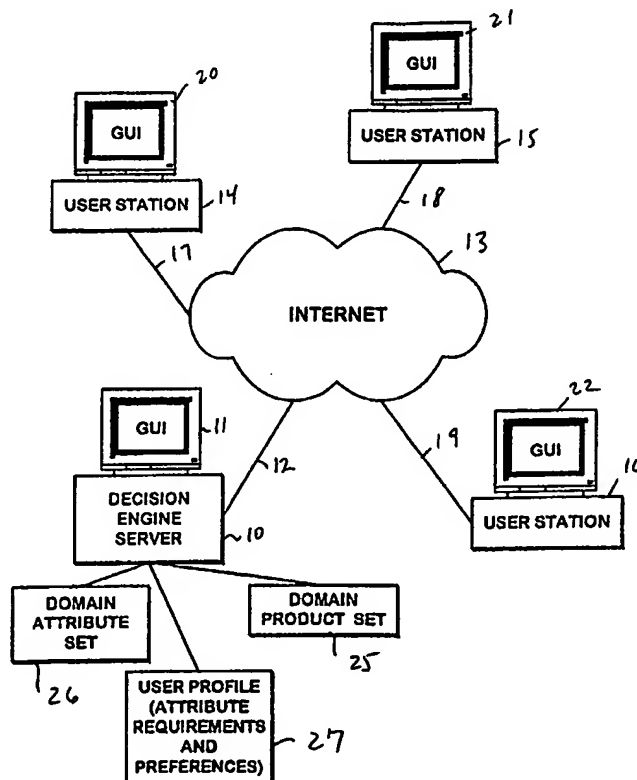 21
GUI
USER STATION
15
20
GUI
USER STATION
14
18
13
17
INTERNET
22
GUI
11
GUI
19
16
USER STATION
12
DECISION
ENGINE
SERVER
10
DOMAIN
ATTRIBUTE
SET
26
DOMAIN
PRODUCT SET
25
USER PROFILE
(ATTRIBUTE
REQUIREMENTS
AND
PREFERENCES)
27